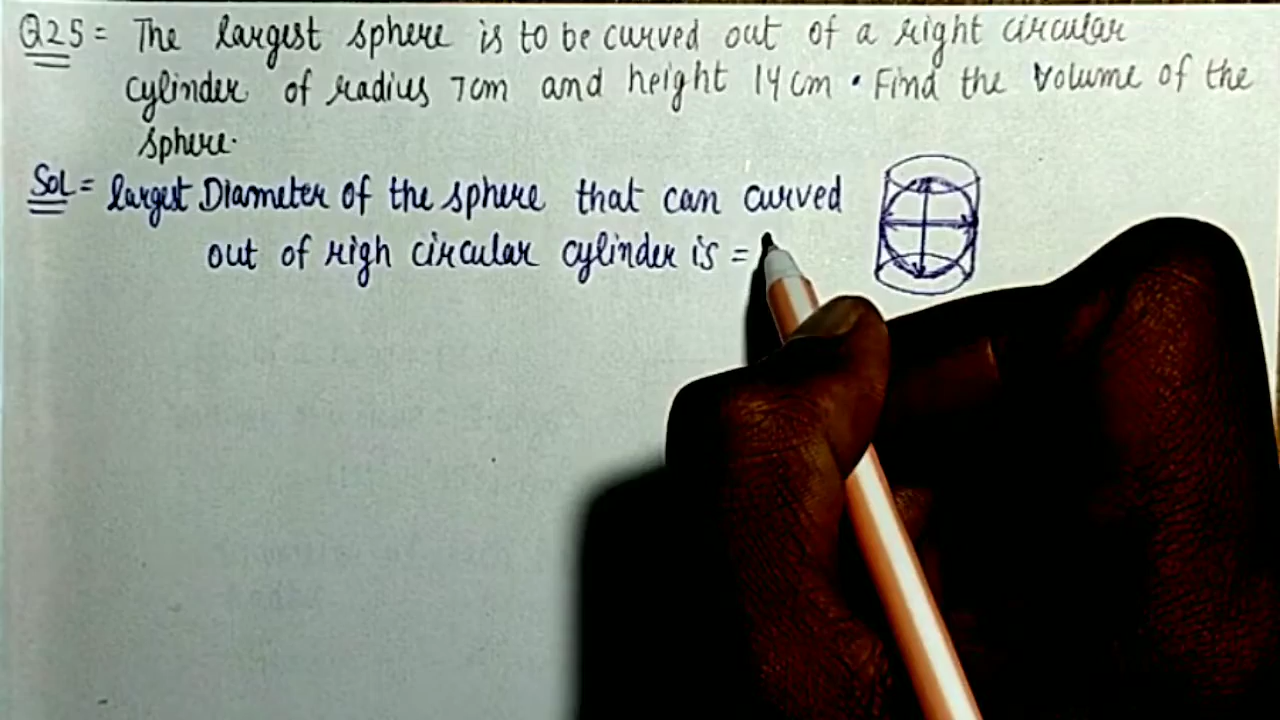 Q25 = The largest sphere is to be curved out of a right circular
cylinder of radius 7cm and height 14cm. Find the volume of the
sphere.
Sol = largest Diameter of the sphere that can curved
out of righ circular cylinder is =